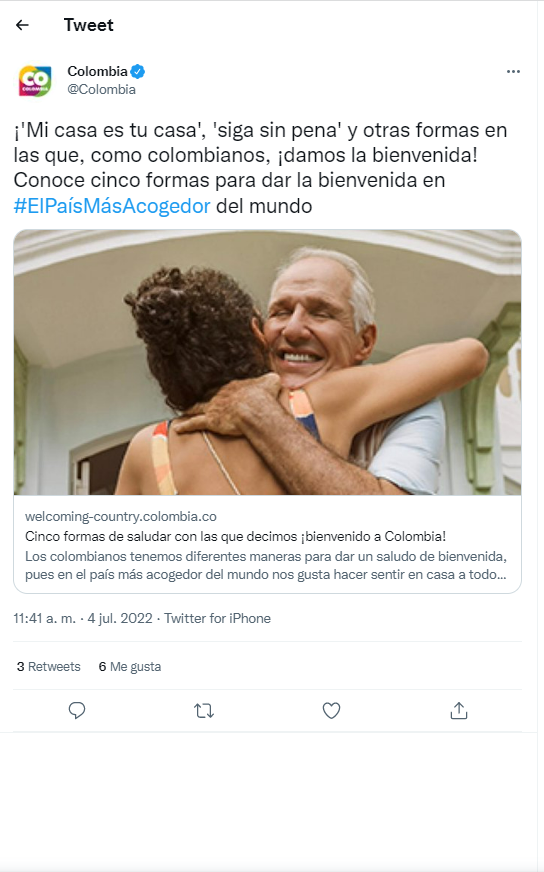 Tweet
CO
COLOMBIA
Colombia
@Colombia
¡'Mi casa es tu casa', 'siga sin pena' y otras formas en
las que, como colombianos, ¡damos la bienvenida!
Conoce cinco formas para dar la bienvenida en
#ElPaísMásAcogedor del mundo
welcoming-country.colombia.co
Cinco formas de saludar con las que decimos ¡bienvenido a Colombia!
Los colombianos tenemos diferentes maneras para dar un saludo de bienvenida,
pues en el país más acogedor del mundo nos gusta hacer sentir en casa a todo...
11:41 a. m. · 4 jul. 2022 · Twitter for iPhone
3 Retweets 6 Me gusta